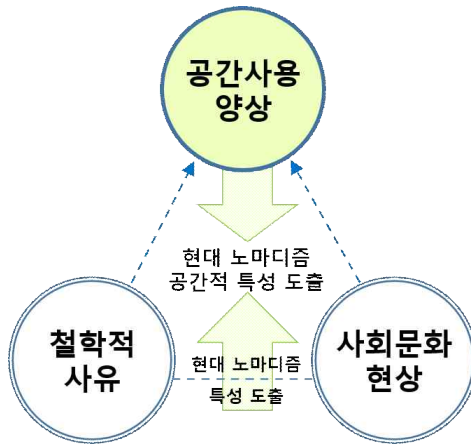 공간사용
양상
현대 노마디즘
공간적 특성 도출
철학적
사유
현대 노마디즘
특성 도출
사회문화
현상